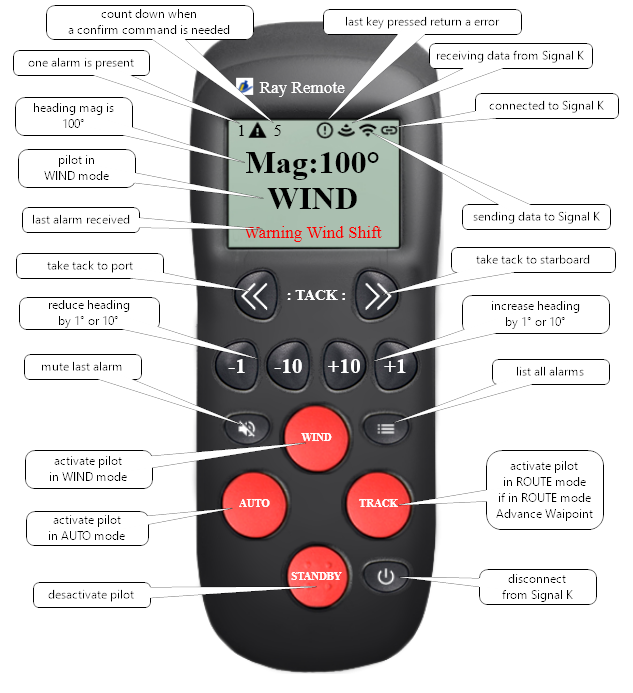 count down when
a confirm command is needed
last key pressed return a error
one alarm is present
receiving data from Signal K
Ray Remote
heading mag is
100°
connected to Signal K
1 5
Mag:100°
pilot in
WIND mode
WIND
last alarm received
sending data to Signal K
Warning Wind Shift
take tack to port
take tack to starboard
: TACK :
reduce heading
by 1° or 10°
increase heading
by 1° or 10°
-1 -10 +10 +1
mute last alarm
list all alarms
WIND
activate pilot
in WIND mode
activate pilot
in ROUTE mode
if in ROUTE mode
Advance Waipoint
AUTO
TRACK
activate pilot
in AUTO mode
STANDBY
desactivate pilot
disconnect
from Signal K